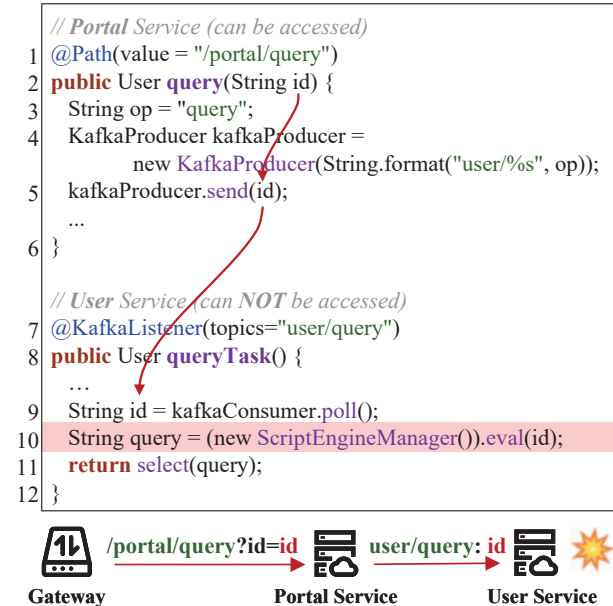 // Portal Service (can be accessed)
1 @Path(value = "/portal/query")
2 public User query(String id) {
3 String op = "query";
4 KafkaProducer kafkaProducer =
new KafkaProducer(String.format("user/%s", op));
5 kafkaProducer.send(id);
...
6 }
// User Service (can NOT be accessed)
7 @KafkaListener(topics="user/query")
8 public User queryTask() {
...
9 String id = kafkaConsumer.poll();
10 String query = (new ScriptEngineManager()).eval(id);
11 return select(query);
12 }
/portal/query?id=id user/query: id
Gateway Portal Service User Service